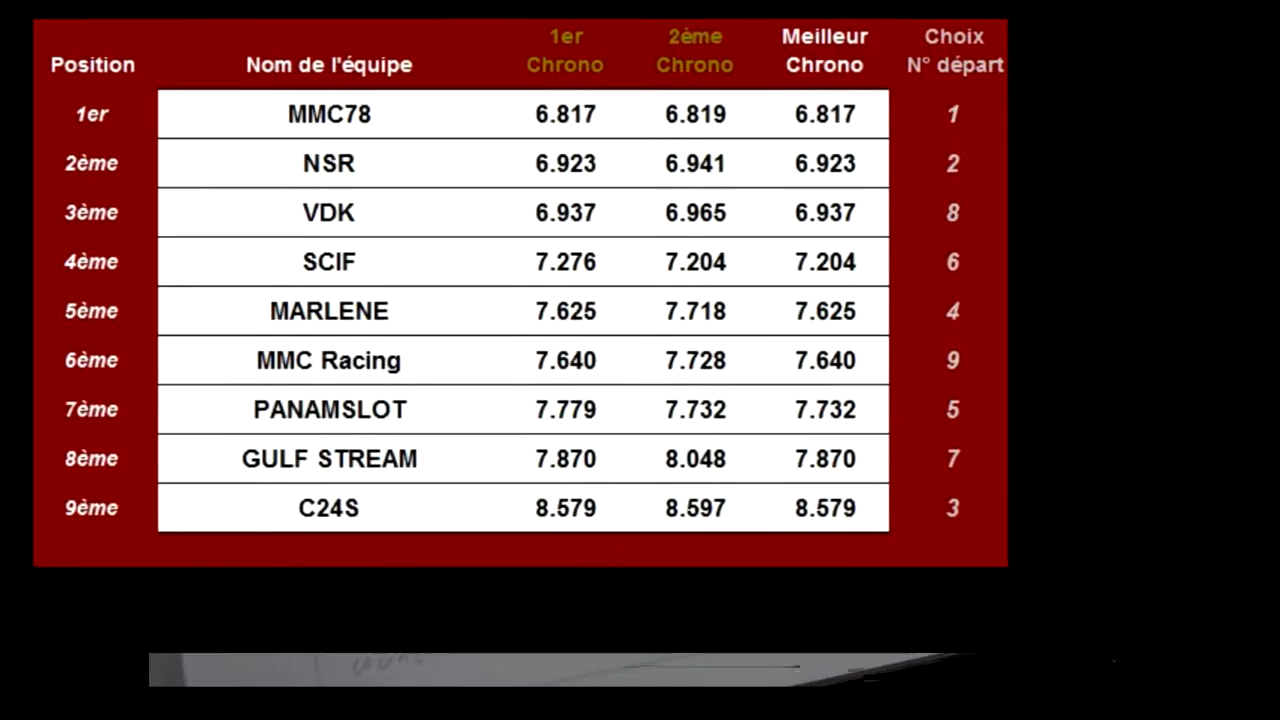 Position Nom de l'équipe 1er Chrono 2ème Chrono Meilleur Chrono Choix N° départ
1er MMC78 6.817 6.819 6.817 1
2ème NSR 6.923 6.941 6.923 2
3ème VDK 6.937 6.965 6.937 8
4ème SCIF 7.276 7.204 7.204 6
5ème MARLENE 7.625 7.718 7.625 4
6ème MMC Racing 7.640 7.728 7.640 9
7ème PANAMSLOT 7.779 7.732 7.732 5
8ème GULF STREAM 7.870 8.048 7.870 7
9ème C24S 8.579 8.597 8.579 3